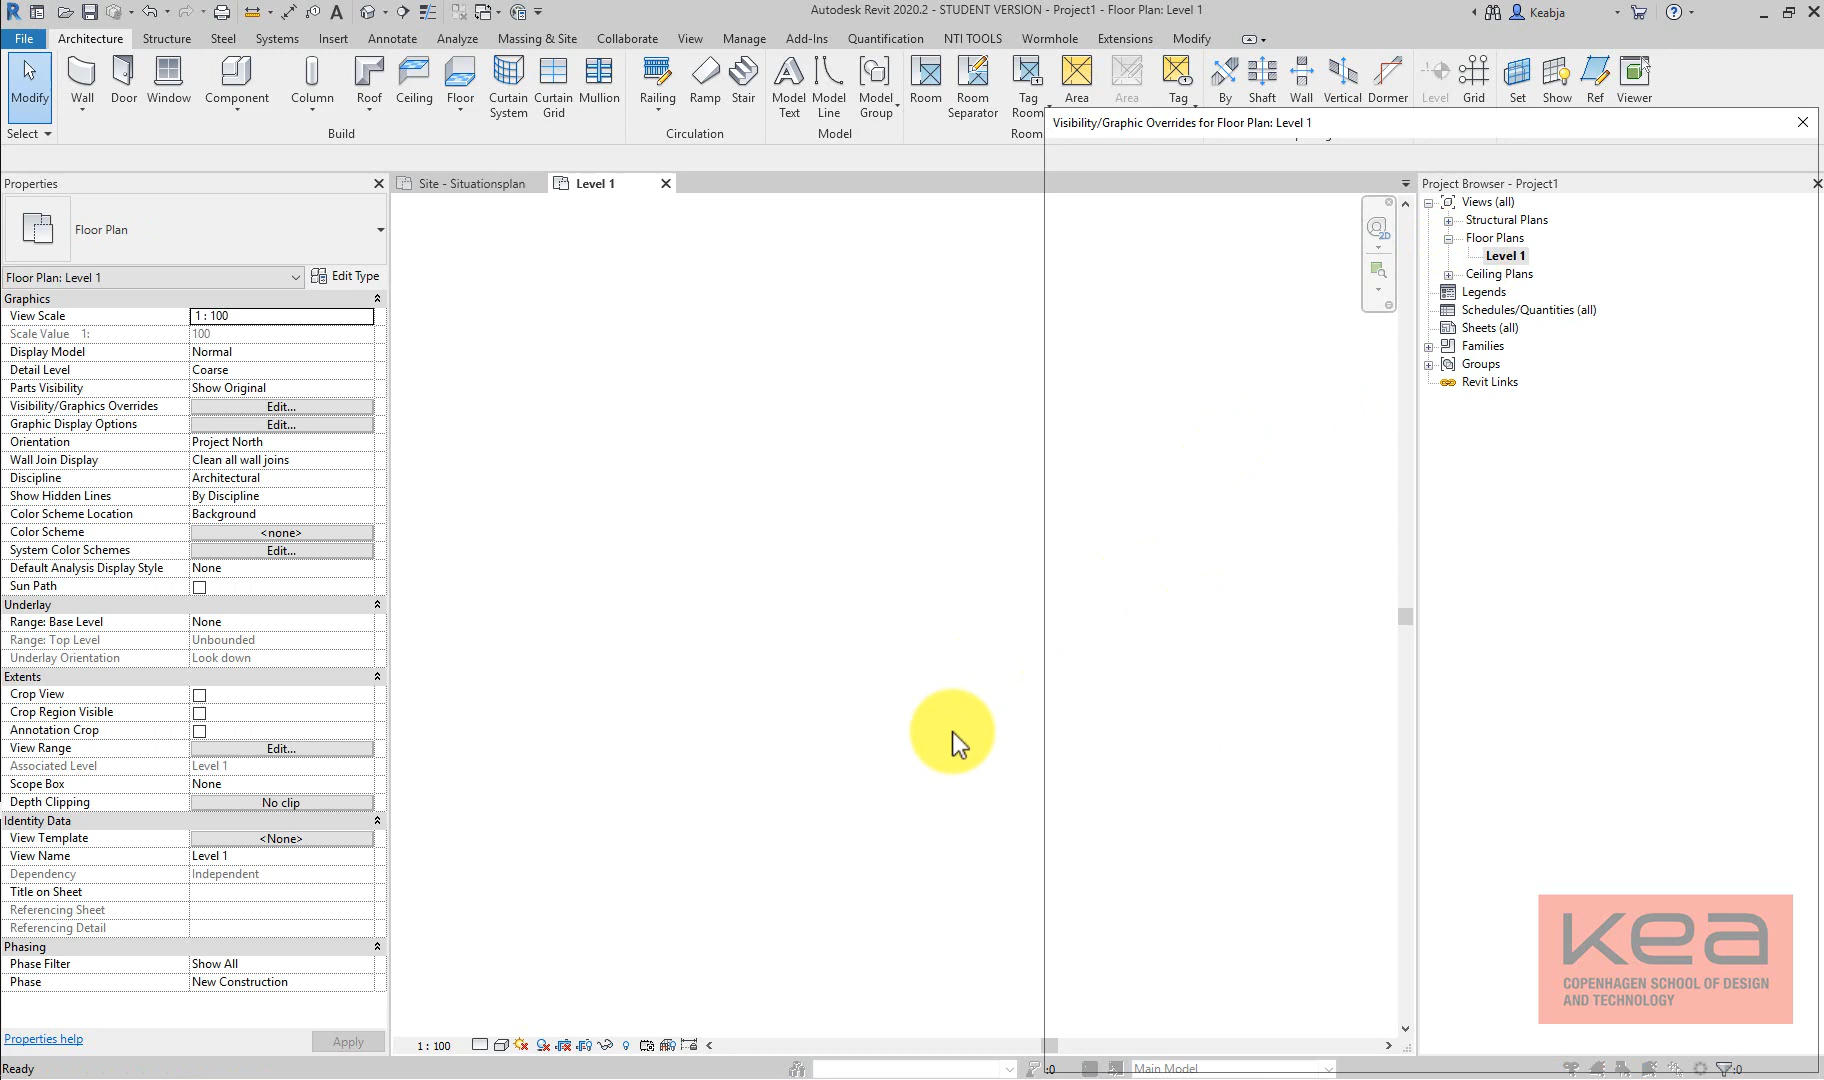 Autodesk Revit 2020.2 - STUDENT VERSION - Project1 - Floor Plan: Level 1
Keabja
File Architecture Structure Steel Systems Insert Annotate Analyze Massing & Site Collaborate View Manage Add-Ins Quantification NTI TOOLS Wormhole Extensions Modify
Modify Wall Door Window Component Column Roof Ceiling Floor Curtain System Curtain Grid Mullion Railing Ramp Stair Model Text Model Line Model Group Room Room Separator Tag Room Area Area Tag By Shaft Wall Vertical Dormer Level Grid Set Show Ref Viewer
Select Build Circulation Model Room
Visibility/Graphic Overrides for Floor Plan: Level 1
Properties
Site - Situationsplan
Level 1
Project Browser - Project1
Floor Plan
Floor Plan: Level 1
Edit Type
Graphics
View Scale 1 : 100
Scale Value 1: 100
Display Model Normal
Detail Level Coarse
Parts Visibility Show Original
Visibility/Graphics Overrides Edit...
Graphic Display Options Edit...
Orientation Project North
Wall Join Display Clean all wall joins
Discipline Architectural
Show Hidden Lines By Discipline
Color Scheme Location Background
Color Scheme <none>
System Color Schemes Edit...
Default Analysis Display Style None
Sun Path
Underlay
Range: Base Level None
Range: Top Level Unbounded
Underlay Orientation Look down
Extents
Crop View
Crop Region Visible
Annotation Crop
View Range Edit...
Associated Level Level 1
Scope Box None
Depth Clipping No clip
Identity Data
View Template <None>
View Name Level 1
Dependency Independent
Title on Sheet
Referencing Sheet
Referencing Detail
Phasing
Phase Filter Show All
Phase New Construction
Properties help
Apply
2D
Views (all)
Structural Plans
Floor Plans
Level 1
Ceiling Plans
Legends
Schedules/Quantities (all)
Sheets (all)
Families
Groups
Revit Links
kea
COPENHAGEN SCHOOL OF DESIGN
AND TECHNOLOGY
1 : 100
Ready
:0
Main Model
:0